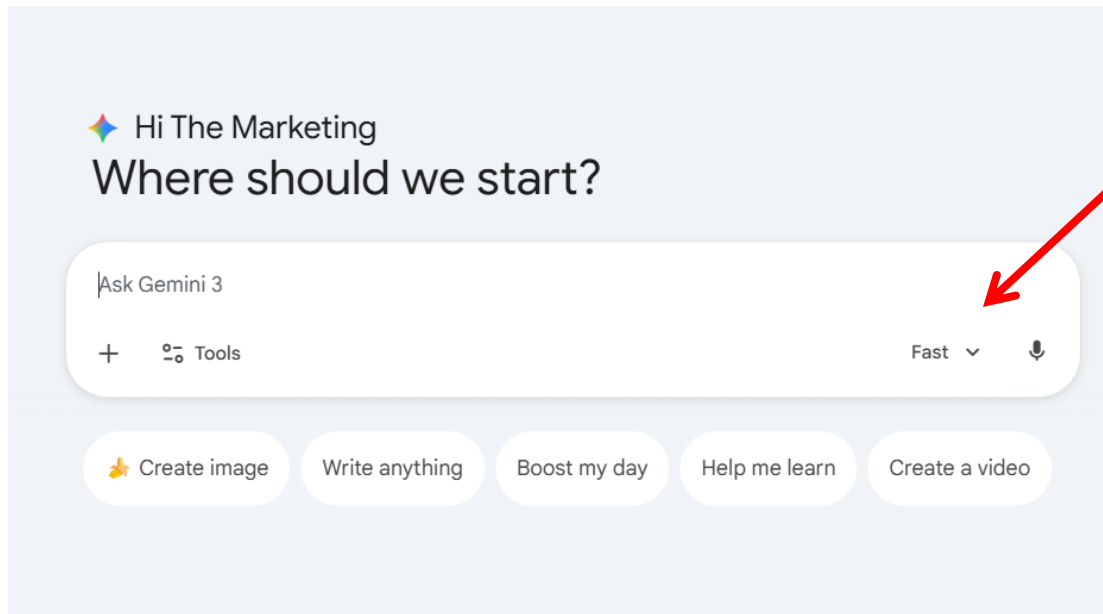 Hi The Marketing
Where should we start?
Ask Gemini 3
Tools
Fast
Create image
Write anything
Boost my day
Help me learn
Create a video